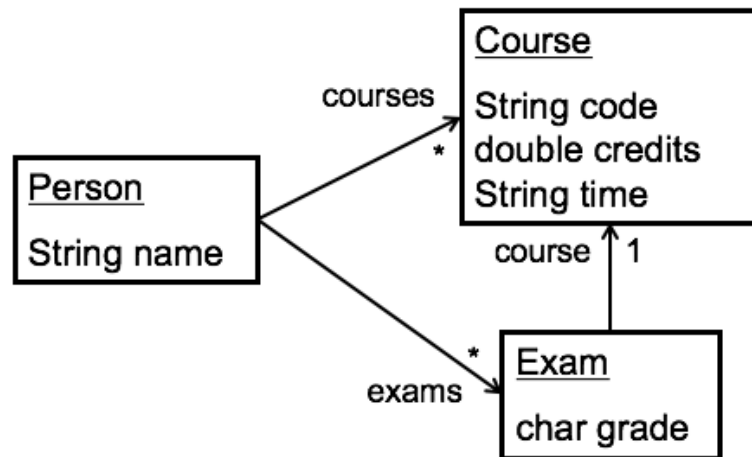 Course
String code
double credits
String time
courses
*
Person
String name
course 1
*
exams
Exam
char grade